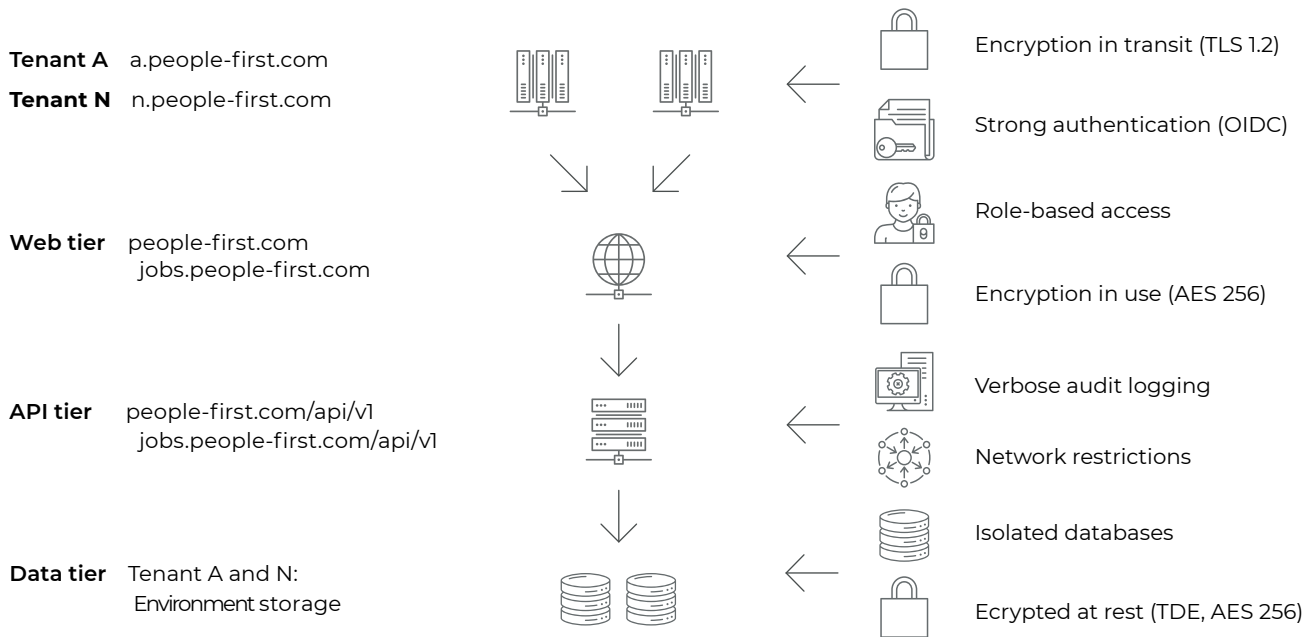 Tenant A a.people-first.com
Tenant N n.people-first.com
Web tier people-first.com
jobs.people-first.com
API tier people-first.com/api/v1
jobs.people-first.com/api/v1
Data tier Tenant A and N:
Environment storage
Encryption in transit (TLS 1.2)
Strong authentication (OIDC)
Role-based access
Encryption in use (AES 256)
Verbose audit logging
Network restrictions
Isolated databases
Ecrypted at rest (TDE, AES 256)